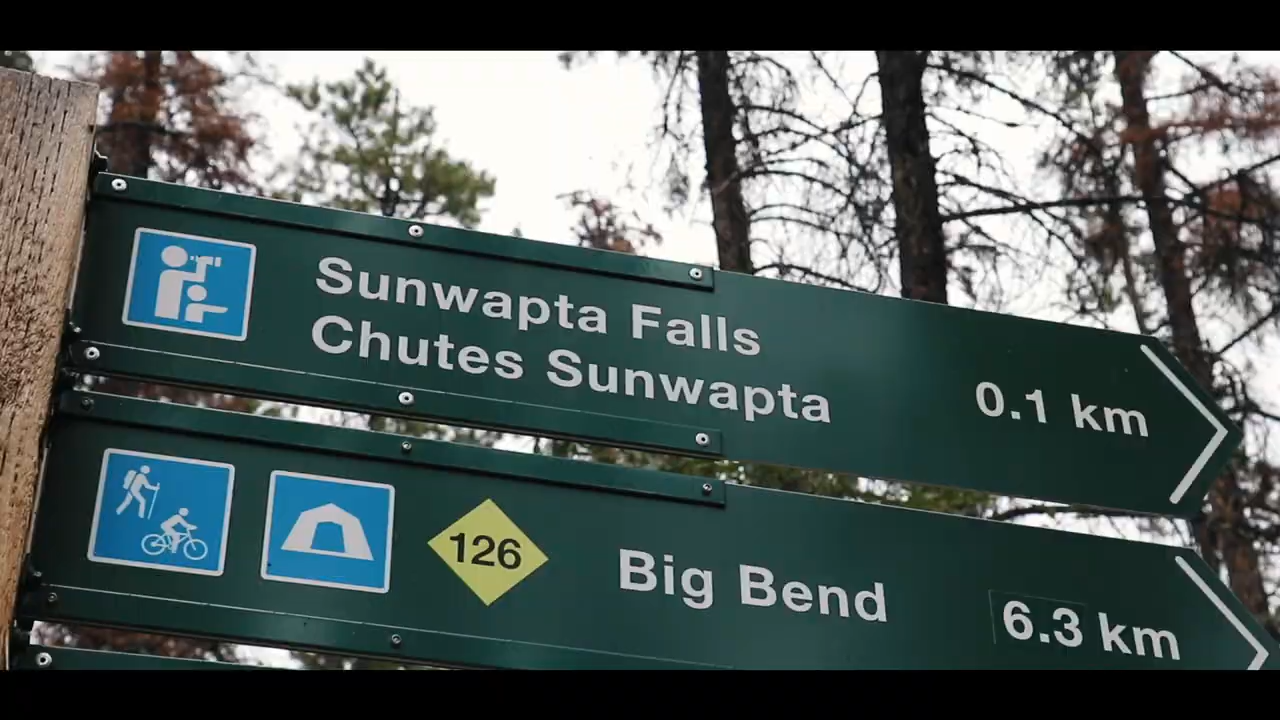 Sunwapta Falls
Chutes Sunwapta
0.1 km
126
Big Bend
6.3 km